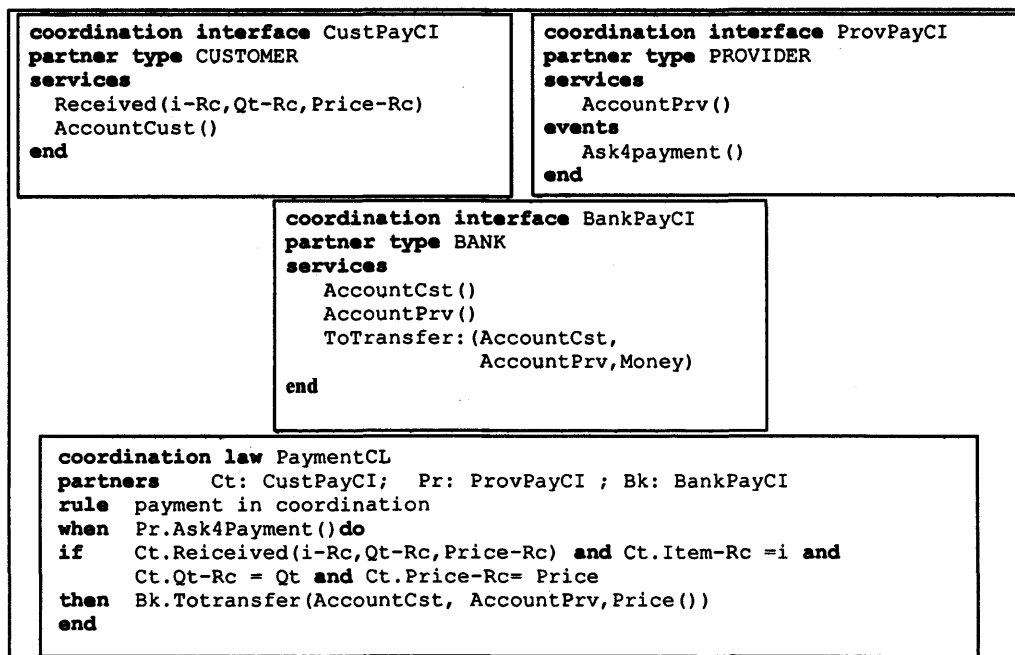 coordination interface CustPayCI
partner type CUSTOMER
services
Received(i-Rc,Qt-Rc,Price-Rc)
AccountCust()
end
coordination interface ProvPayCI
partner type PROVIDER
services
AccountPrv()
events
Ask4payment()
end
coordination interface BankPayCI
partner type BANK
services
AccountCst()
AccountPrv()
ToTransfer:(AccountCst,
AccountPrv,Money)
end
coordination law PaymentCL
partners Ct: CustPayCI; Pr: ProvPayCI ; Bk: BankPayCI
rule payment in coordination
when Pr.Ask4Payment()do
if Ct.Reiceived(i-Rc,Qt-Rc,Price-Rc) and Ct.Item-Rc =i and
Ct.Qt-Rc = Qt and Ct.Price-Rc= Price
then Bk.Totransfer(AccountCst, AccountPrv,Price())
end